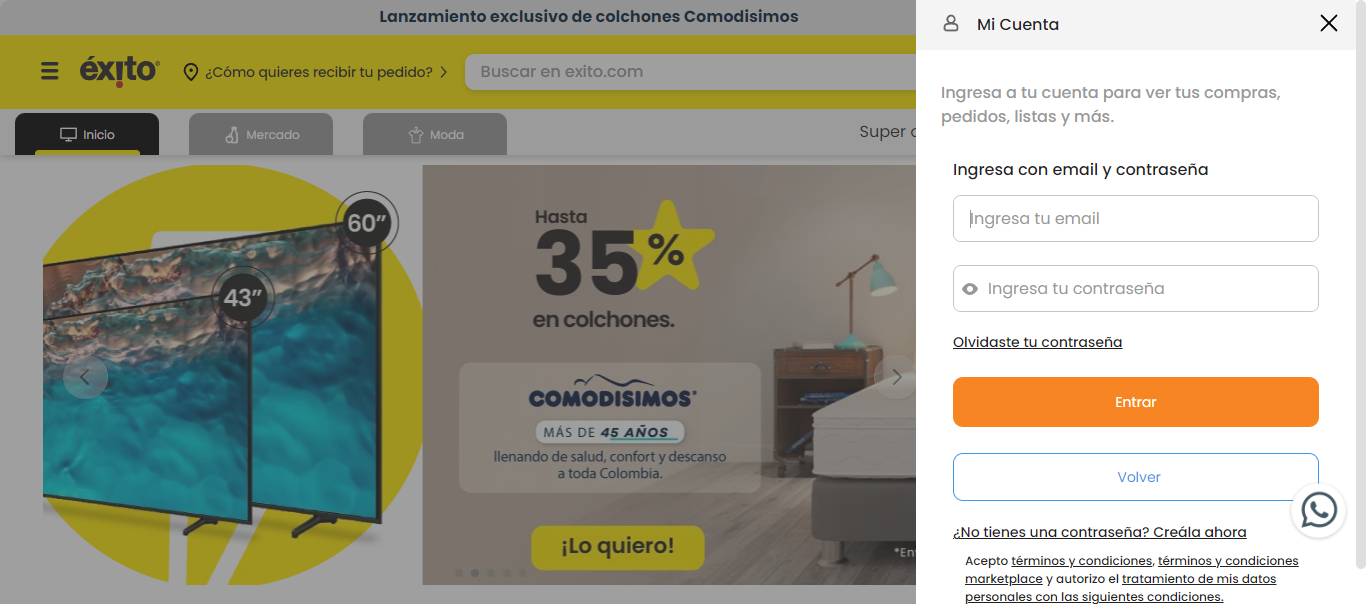 Lanzamiento exclusivo de colchones Comodisimos
éxito
¿Cómo quieres recibir tu pedido?
Buscar en exito.com
Inicio
Mercado
Moda
Super
60”
43”
Hasta
35%
en colchones.
COMODISIMOS
MÁS DE 45 AÑOS
llenando de salud, confort y descanso
a toda Colombia.
¡Lo quiero!
Mi Cuenta
Ingresa a tu cuenta para ver tus compras,
pedidos, listas y más.
Ingresa con email y contraseña
Ingresa tu email
Ingresa tu contraseña
Olvidaste tu contraseña
Entrar
Volver
¿No tienes una contraseña? Creála ahora
Acepto términos y condiciones, términos y condiciones
marketplace y autorizo el tratamiento de mis datos
personales con las siguientes condiciones.